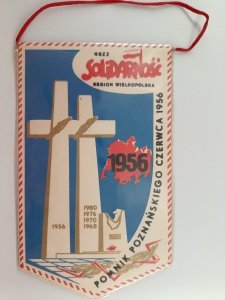 NSZZ
SOLIDARNOŚĆ
REGION WIELKOPOLSKA
1956
1956
1980
1976
1970
1968
POMNIK POZNAŃSKIEGO CZERWCA 1956